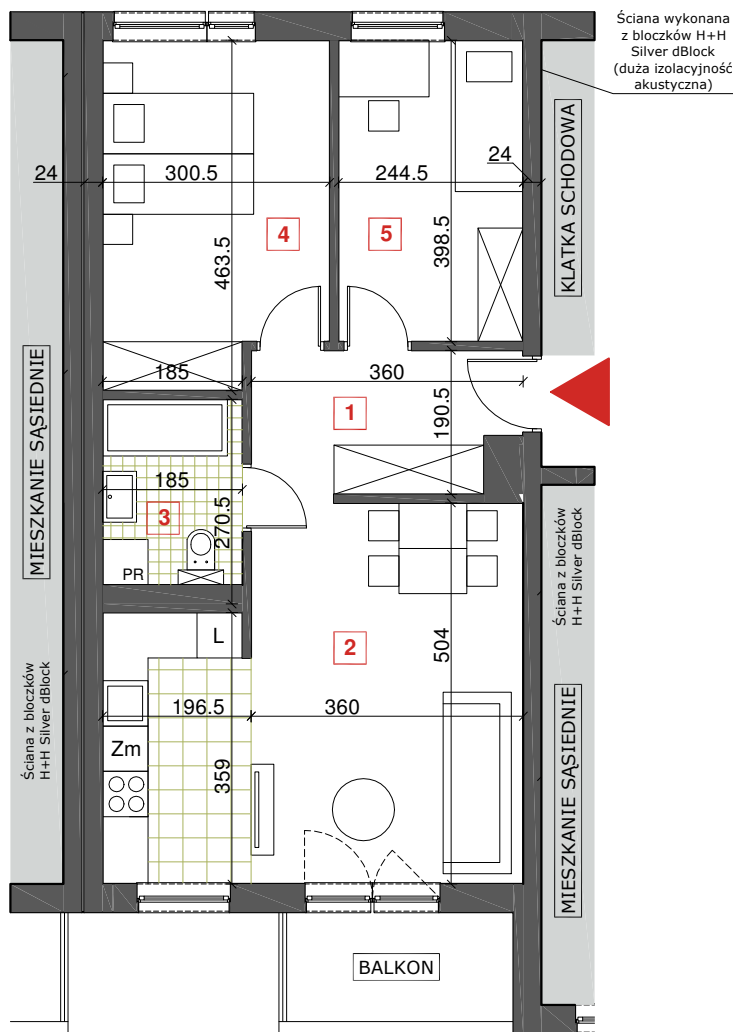 Ściana wykonana
z bloczków H+H
Silver dBlock
(duża izolacyjność
akustyczna)
KLATKA SCHODOWA
24
300.5
244.5
24
4
5
463.5
398.5
MIESZKANIE SĄSIEDNIE
185
360
1
190.5
185
3
270.5
PR
Ściana z bloczków
H+H Silver dBlock
L
2
504
196.5
360
Zm
359
Ściana z bloczków
H+H Silver dBlock
MIESZKANIE SĄSIEDNIE
BALKON